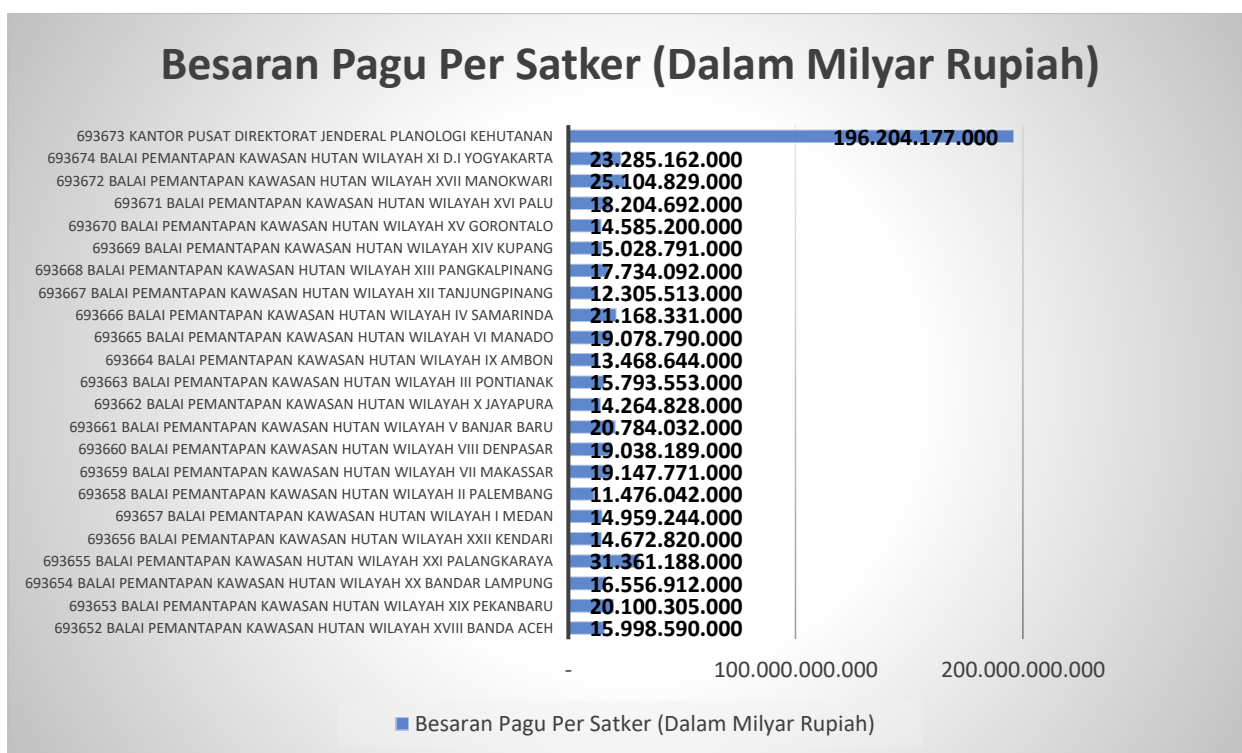 Besaran Pagu Per Satker (Dalam Milyar Rupiah)
693673 KANTOR PUSAT DIREKTORAT JENDERAL PLANOLOGI KEHUTANAN 196.204.177.000
693674 BALAI PEMANTAPAN KAWASAN HUTAN WILAYAH XI D.I YOGYAKARTA 23.285.162.000
693672 BALAI PEMANTAPAN KAWASAN HUTAN WILAYAH XVII MANOKWARI 25.104.829.000
693671 BALAI PEMANTAPAN KAWASAN HUTAN WILAYAH XVI PALU 18.204.692.000
693670 BALAI PEMANTAPAN KAWASAN HUTAN WILAYAH XV GORONTALO 14.585.200.000
693669 BALAI PEMANTAPAN KAWASAN HUTAN WILAYAH XIV KUPANG 15.028.791.000
693668 BALAI PEMANTAPAN KAWASAN HUTAN WILAYAH XIII PANGKALPINANG 17.734.092.000
693667 BALAI PEMANTAPAN KAWASAN HUTAN WILAYAH XII TANJUNGPINANG 12.305.513.000
693666 BALAI PEMANTAPAN KAWASAN HUTAN WILAYAH IV SAMARINDA 21.168.331.000
693665 BALAI PEMANTAPAN KAWASAN HUTAN WILAYAH VI MANADO 19.078.790.000
693664 BALAI PEMANTAPAN KAWASAN HUTAN WILAYAH IX AMBON 13.468.644.000
693663 BALAI PEMANTAPAN KAWASAN HUTAN WILAYAH III PONTIANAK 15.793.553.000
693662 BALAI PEMANTAPAN KAWASAN HUTAN WILAYAH X JAYAPURA 14.264.828.000
693661 BALAI PEMANTAPAN KAWASAN HUTAN WILAYAH V BANJAR BARU 20.784.032.000
693660 BALAI PEMANTAPAN KAWASAN HUTAN WILAYAH VIII DENPASAR 19.038.189.000
693659 BALAI PEMANTAPAN KAWASAN HUTAN WILAYAH VII MAKASSAR 19.147.771.000
693658 BALAI PEMANTAPAN KAWASAN HUTAN WILAYAH II PALEMBANG 11.476.042.000
693657 BALAI PEMANTAPAN KAWASAN HUTAN WILAYAH I MEDAN 14.959.244.000
693656 BALAI PEMANTAPAN KAWASAN HUTAN WILAYAH XXII KENDARI 14.672.820.000
693655 BALAI PEMANTAPAN KAWASAN HUTAN WILAYAH XXI PALANGKARAYA 31.361.188.000
693654 BALAI PEMANTAPAN KAWASAN HUTAN WILAYAH XX BANDAR LAMPUNG 16.556.912.000
693653 BALAI PEMANTAPAN KAWASAN HUTAN WILAYAH XIX PEKANBARU 20.100.305.000
693652 BALAI PEMANTAPAN KAWASAN HUTAN WILAYAH XVIII BANDA ACEH 15.998.590.000
- 100.000.000.000 200.000.000.000
Besaran Pagu Per Satker (Dalam Milyar Rupiah)